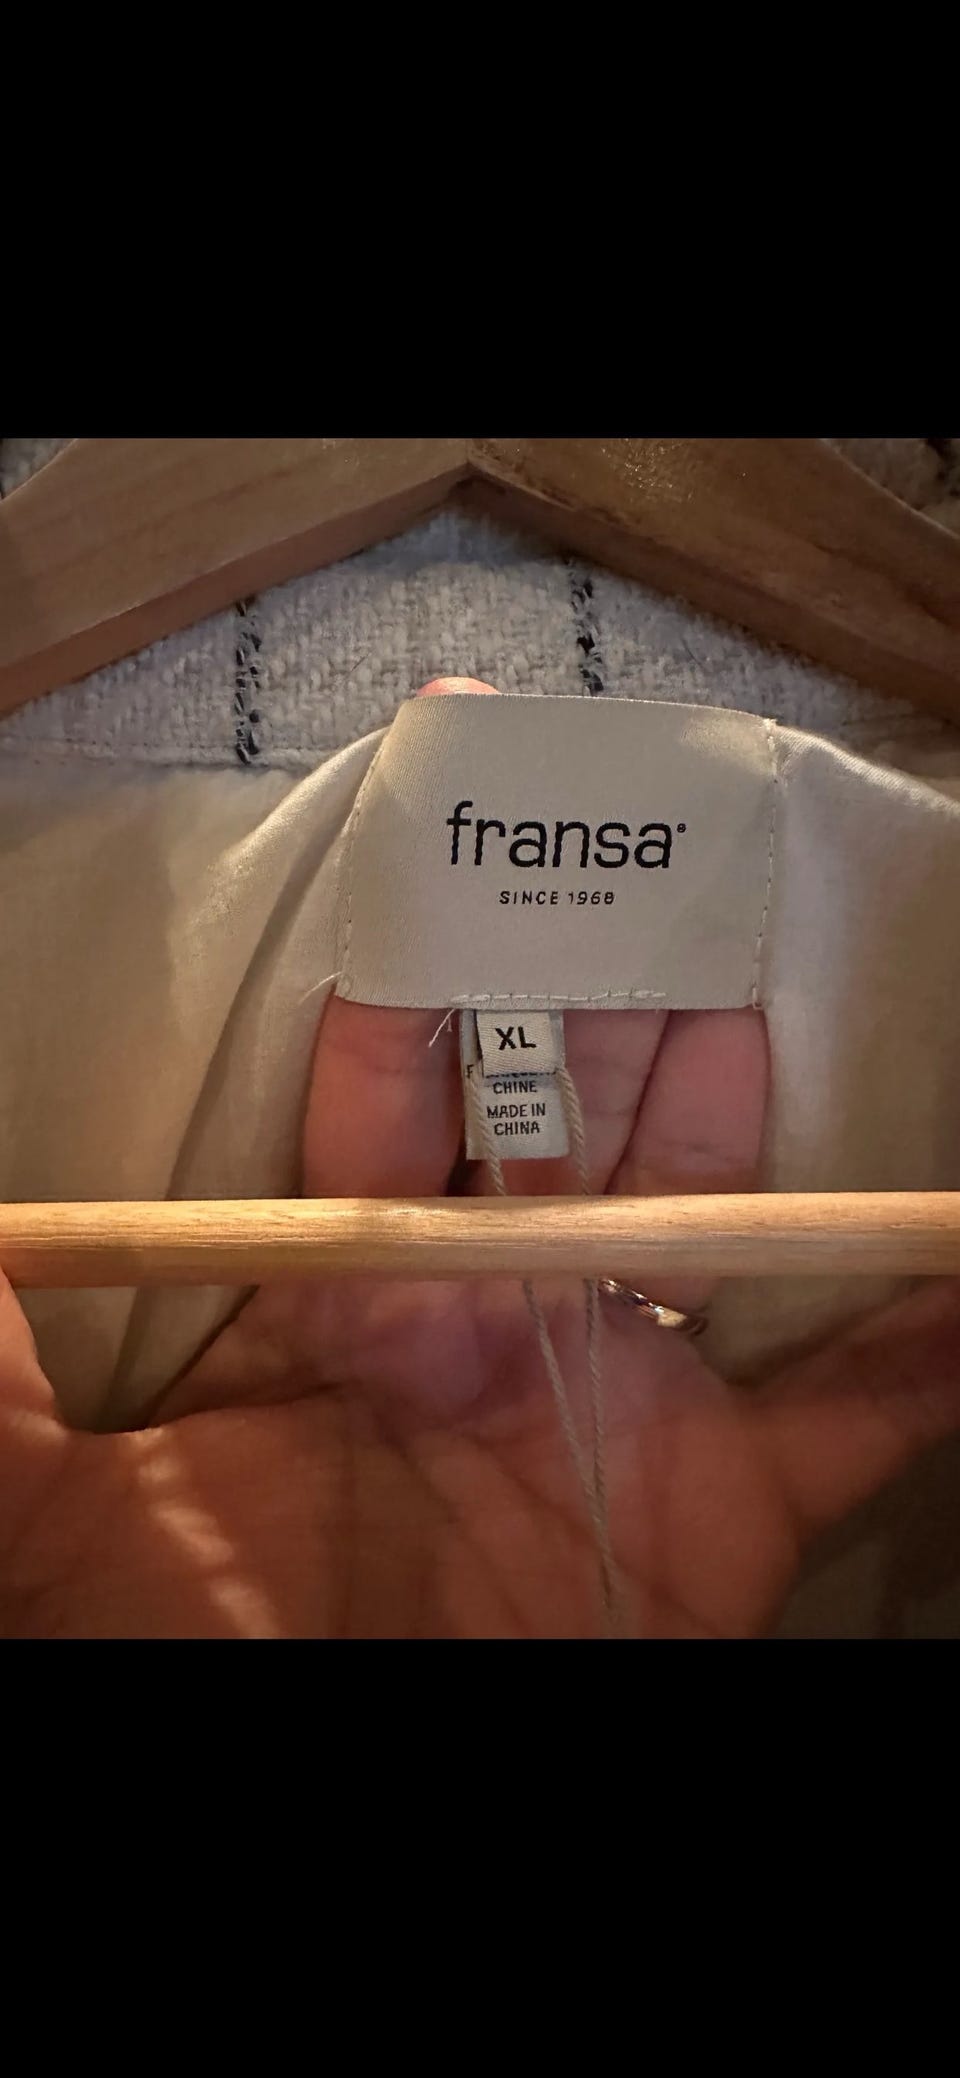 fransa®
SINCE 1968
XL
CHINE
MADE IN
CHINA